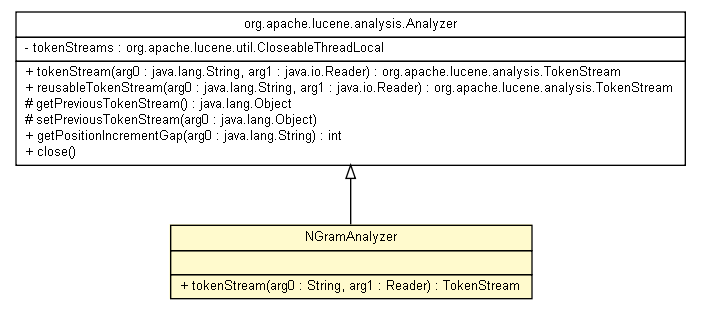 org.apache.lucene.analysis.Analyzer
- tokenStreams : org.apache.lucene.util.CloseableThreadLocal
+ tokenStream(arg0 : java.lang.String, arg1 : java.io.Reader) : org.apache.lucene.analysis.TokenStream
+ reusableTokenStream(arg0 : java.lang.String, arg1 : java.io.Reader) : org.apache.lucene.analysis.TokenStream
# getPreviousTokenStream() : java.lang.Object
# setPreviousTokenStream(arg0 : java.lang.Object)
+ getPositionIncrementGap(arg0 : java.lang.String) : int
+ close()
NGramAnalyzer
+ tokenStream(arg0 : String, arg1 : Reader) : TokenStream